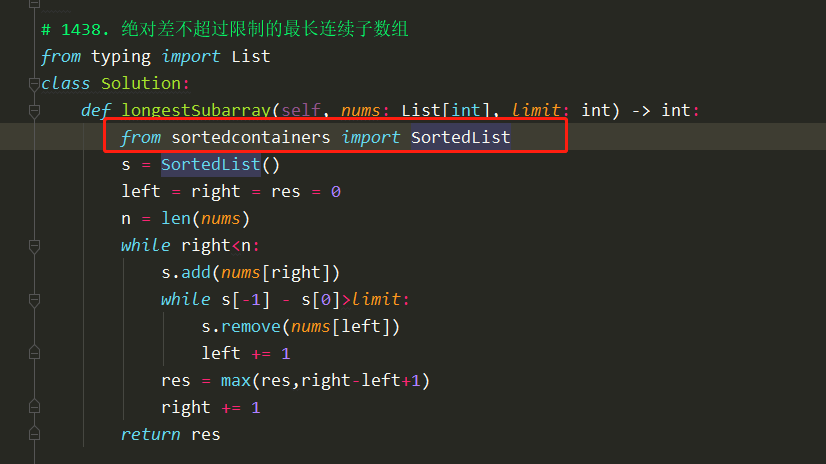 # 1438. 绝对差不超过限制的最长连续子数组
from typing import List
class Solution:
    def longestSubarray(self, nums: List[int], limit: int) -> int:
        from sortedcontainers import SortedList
        s = SortedList()
        left = right = res = 0
        n = len(nums)
        while right<n:
            s.add(nums[right])
            while s[-1] - s[0]>limit:
                s.remove(nums[left])
                left += 1
            res = max(res,right-left+1)
            right += 1
        return res